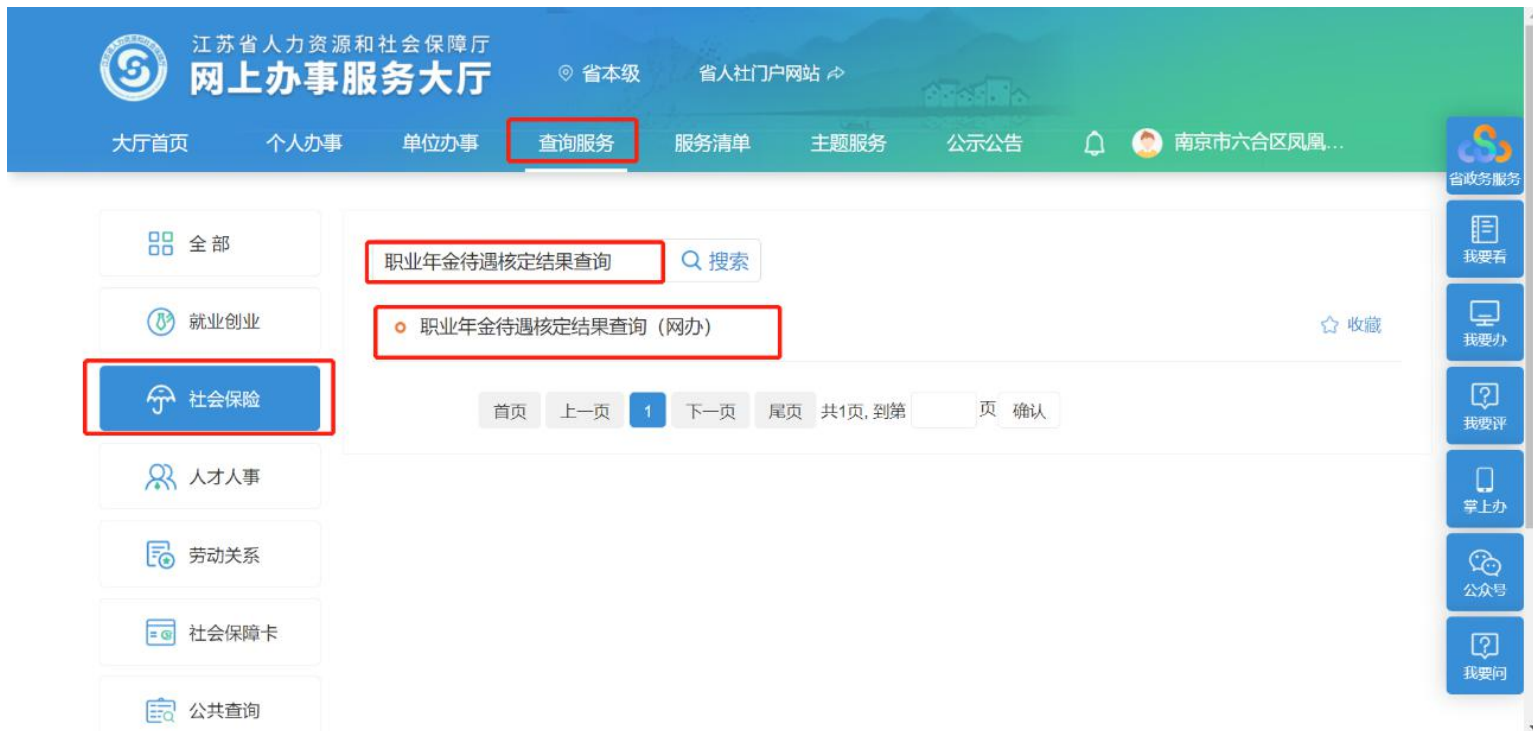 江苏省人力资源和社会保障厅
网上办事服务大厅
省本级
省人社门户网站
大厅首页 个人办事 单位办事 查询服务 服务清单 主题服务 公示公告 南京市六合区凤凰...
全部
就业创业
社会保险
人才人事
劳动关系
社会保障卡
公共查询
职业年金待遇核定结果查询 搜索
职业年金待遇核定结果查询（网办） 收藏
首页 上一页 1 下一页 尾页 共1页, 到第 页 确认
省政务服务
我要看
我要办
我要评
掌上办
公众号
我要问